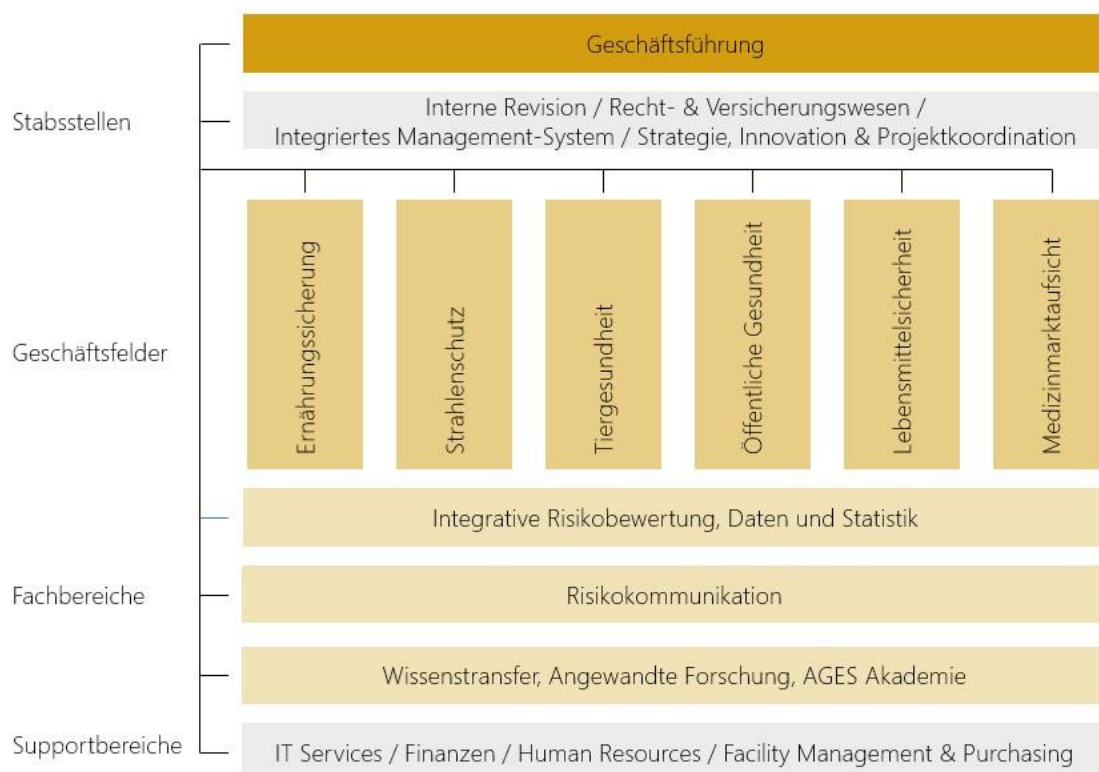 Geschäftsführung
Stabsstellen
Interne Revision / Recht- & Versicherungswesen /
Integriertes Management-System / Strategie, Innovation & Projektkoordination
Geschäftsfelder
Ernährungssicherung
Strahlenschutz
Tiergesundheit
Öffentliche Gesundheit
Lebensmittelsicherheit
Medizinmarktaufsicht
Integrative Risikobewertung, Daten und Statistik
Fachbereiche
Risikokommunikation
Wissenstransfer, Angewandte Forschung, AGES Akademie
Supportbereiche
IT Services / Finanzen / Human Resources / Facility Management & Purchasing